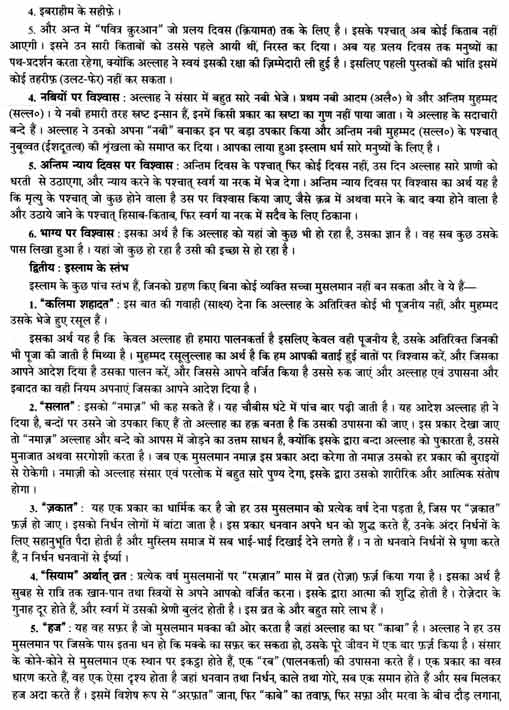 4. इबराहीम के सहीफ़े ।
5. और अन्त में "पवित्र क़ुरआन" जो प्रलय दिवस (क़ियामत) तक के लिए है । इसके पश्चात् अब कोई किताब नहीं
आएगी । इसने उन सारी किताबों को उससे पहले आयी थीं, निरस्त कर दिया । अब यह प्रलय दिवस तक मनुष्यों का
पथ-प्रदर्शन करता रहेगा, क्योंकि अल्लाह ने स्वयं इसकी रक्षा की ज़िम्मेदारी ली हुई है । इसलिए पहली पुस्तकों की भांति इसमें
कोई तहरीफ़ (उलट-फेर) नहीं कर सकता ।
4. नबियों पर विश्वास : अल्लाह ने संसार में बहुत सारे नबी भेजे । प्रथम नबी आदम (अलै०) थे और अन्तिम मुहम्मद
(सल्ल०) । ये नबी हमारी तरह स्रष्ट इन्सान हैं, इनमें किसी प्रकार का स्रष्टा का गुण नहीं पाया जाता । ये अल्लाह के सदाचारी
बन्दे हैं । अल्लाह ने उनको अपना "नबी" बनाकर इन पर बड़ा उपकार किया और अन्तिम नबी मुहम्मद (सल्ल०) के पश्चात्
नुबूव्वत (ईशदूतत्व) की शृंखला को समाप्त कर दिया । आपका लाया हुआ इस्लाम धर्म सारे मनुष्यों के लिए है ।
5. अन्तिम न्याय दिवस पर विश्वास : अन्तिम दिवस के पश्चात् फिर कोई दिवस नहीं, उस दिन अल्लाह सारे प्राणी को
धरती से उठाएगा, और न्याय करने के पश्चात् स्वर्ग या नरक में भेज देगा । अन्तिम न्याय दिवस पर विश्वास का अर्थ यह है
कि मृत्यु के पश्चात् जो कुछ होने वाला है उस पर विश्वास किया जाए, जैसे क़ब्र में अथवा मरने के बाद क्या होने वाला है
और उठाये जाने के पश्चात् हिसाब-किताब, फिर स्वर्ग या नरक में सदैव के लिए ठिकाना ।
6. भाग्य पर विश्वास : इसका अर्थ है कि अल्लाह को यहां जो कुछ भी हो रहा है, उसका ज्ञान है । वह सब कुछ उसके
पास लिखा हुआ है । यहां जो कुछ हो रहा है उसी की इच्छा से हो रहा है ।
द्वितीय : इस्लाम के स्तंभ
इस्लाम के कुछ पांच स्तंभ हैं, जिनको ग्रहण किए बिना कोई व्यक्ति सच्चा मुसलमान नहीं बन सकता और वे ये हैं—
1. "कलिमा शहादत" : इस बात की गवाही (साक्ष्य) देना कि अल्लाह के अतिरिक्त कोई भी पूजनीय नहीं, और मुहम्मद
उसके भेजे हुए रसूल हैं ।
इसका अर्थ यह है कि केवल अल्लाह ही हमारा पालनकर्त्ता है इसलिए केवल वही पूजनीय है, उसके अतिरिक्त जिनकी
भी पूजा की जाती है मिथ्या है । मुहम्मद रसूलुल्लाह का अर्थ है कि हम आपकी बताई हुई बातों पर विश्वास करें, और जिसका
आपने आदेश दिया है उसका पालन करें, और जिससे आपने वर्जित किया है उससे रुक जाएं और अल्लाह एवं उपासना और
इबादत का वही नियम अपनाएं जिसका आपने आदेश दिया है ।
2. "सलात" : इसको "नमाज़" भी कह सकते हैं । यह चौबीस घंटे में पांच बार पढ़ी जाती है । यह आदेश अल्लाह ही ने
दिया है, बन्दों पर उसने जो उपकार किए हैं तो अल्लाह का हक़ बनता है कि उसकी उपासना की जाए । इस प्रकार देखा जाए
तो "नमाज़" अल्लाह और बन्दे को आपस में जोड़ने का उत्तम साधन है, क्योंकि इसके द्वारा बन्दा अल्लाह को पुकारता है, उससे
मुनाजात अथवा सरगोशी करता है । जब एक मुसलमान नमाज़ इस प्रकार अदा करेगा तो नमाज़ उसको हर प्रकार की बुराइयों
से रोकेगी । नमाज़ी को अल्लाह संसार एवं परलोक में बहुत सारे पुण्य देगा, इसके द्वारा उसको शारीरिक और आत्मिक संतोष
होगा ।
3. "ज़कात" : यह एक प्रकार का धार्मिक कर है जो हर उस मुसलमान को प्रत्येक वर्ष देना पड़ता है, जिस पर "ज़कात"
फ़र्ज़ हो जाए । इसको निर्धन लोगों में बांटा जाता है । इस प्रकार धनवान अपने धन को शुद्ध करते हैं, उनके अंदर निर्धनों के
लिए सहानुभूति पैदा होती है और मुस्लिम समाज में सब भाई-भाई दिखाई देने लगते हैं । न तो धनवाने निर्धनों से घृणा करते
हैं, न निर्धन धनवानों से ईर्ष्या ।
4. "सियाम" अर्थात् व्रत : प्रत्येक वर्ष मुसलमानों पर "रमज़ान" मास में व्रत (रोज़ा) फ़र्ज़ किया गया है । इसका अर्थ है
सुबह से रात्रि तक खान-पान तथा स्त्रियों से अपने आपको वर्जित करना । इसके द्वारा आत्मा की शुद्धि होती है । रोज़ेदार के
गुनाह दूर होते हैं, और स्वर्ग में उसकी श्रेणी बुलंद होती है । इस व्रत के और बहुत सारे लाभ हैं ।
5. "हज" : यह वह सफ़र है जो मुसलमान मक्का की ओर करता है जहां अल्लाह का घर "काबा" है । अल्लाह ने हर उस
मुसलमान पर जिसके पास इतना धन हो कि मक्के का सफ़र कर सकता हो, उसके पूरे जीवन में एक बार फ़र्ज़ किया है । संसार
के कोने-कोने से मुसलमान एक स्थान पर इकट्ठा होते हैं, एक "रब" (पालनकर्त्ता) की उपासना करते हैं । एक प्रकार का वस्त्र
धारण करते हैं, वह एक ऐसा दृश्य होता है जहां धनवान तथा निर्धन, काले तथा गोरे, सब एक समान होते हैं और सब मिलकर
हज अदा करते हैं । इसमें विशेष रूप से "अरफ़ात" जाना, फिर "काबे" का तवाफ़, फिर सफ़ा और मरवा के बीच दौड़ लगाना,